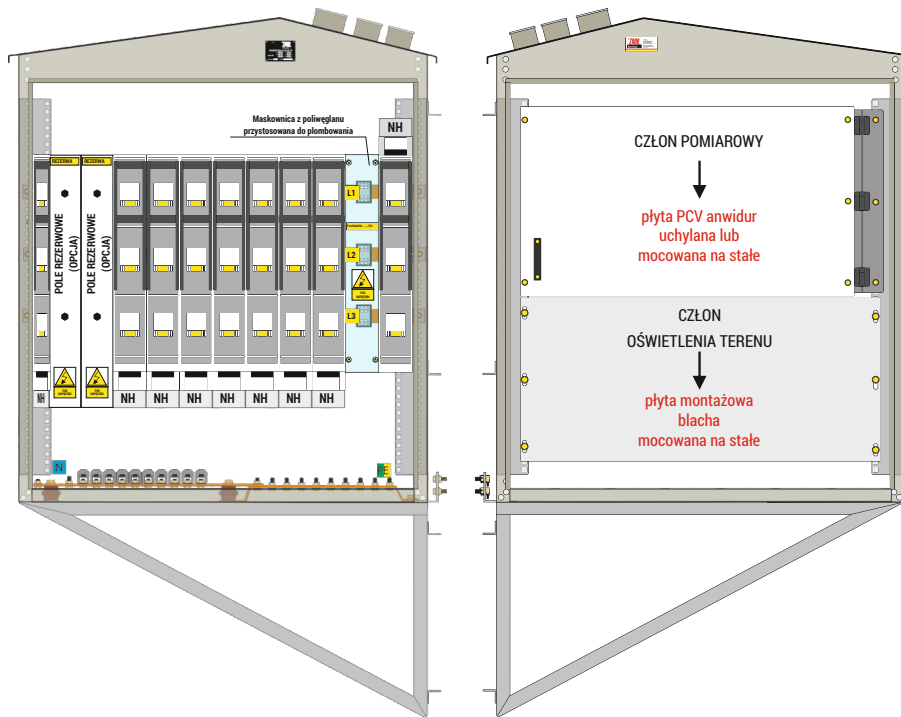 Maskownica z poliwęglanu
przystosowana do plombowania
NH
REZERWA
REZERWA
POLE REZERWOWE
(OPCJA)
POLE REZERWOWE
(OPCJA)
L1
L2
L3
NH
NH
NH
NH
NH
NH
NH
NH
N
PE
CZŁON POMIAROWY
płyta PCV anwidur
uchylana lub
mocowana na stałe
CZŁON
OŚWIETLENIA TERENU
płyta montażowa
blacha
mocowana na stałe